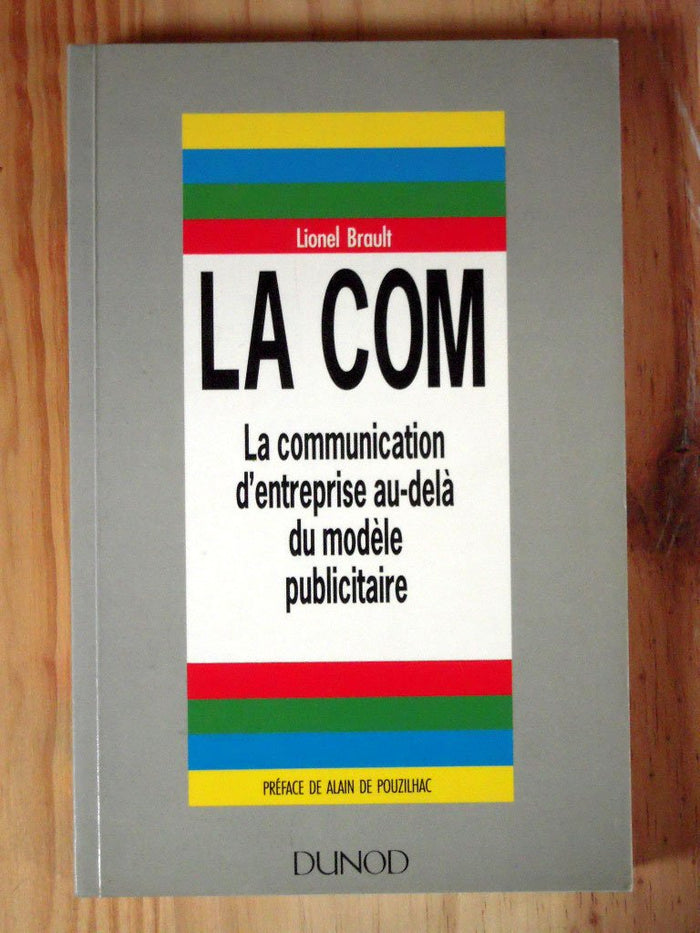 Lionel Brault
LA COM
La communication
d'entreprise au-delà
du modèle
publicitaire
PRÉFACE DE ALAIN DE POUZILHAC
DUNOD